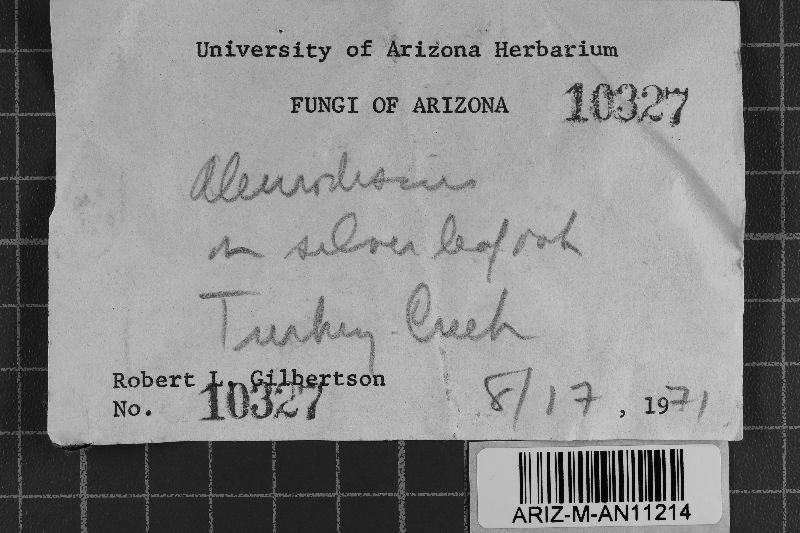 University of Arizona Herbarium
FUNGI OF ARIZONA 10327
Aleurodiscus
on silver leaf oak
Turkey Creek
Robert L. Gilbertson
No. 10327 8/17, 1971
ARIZ-M-AN11214